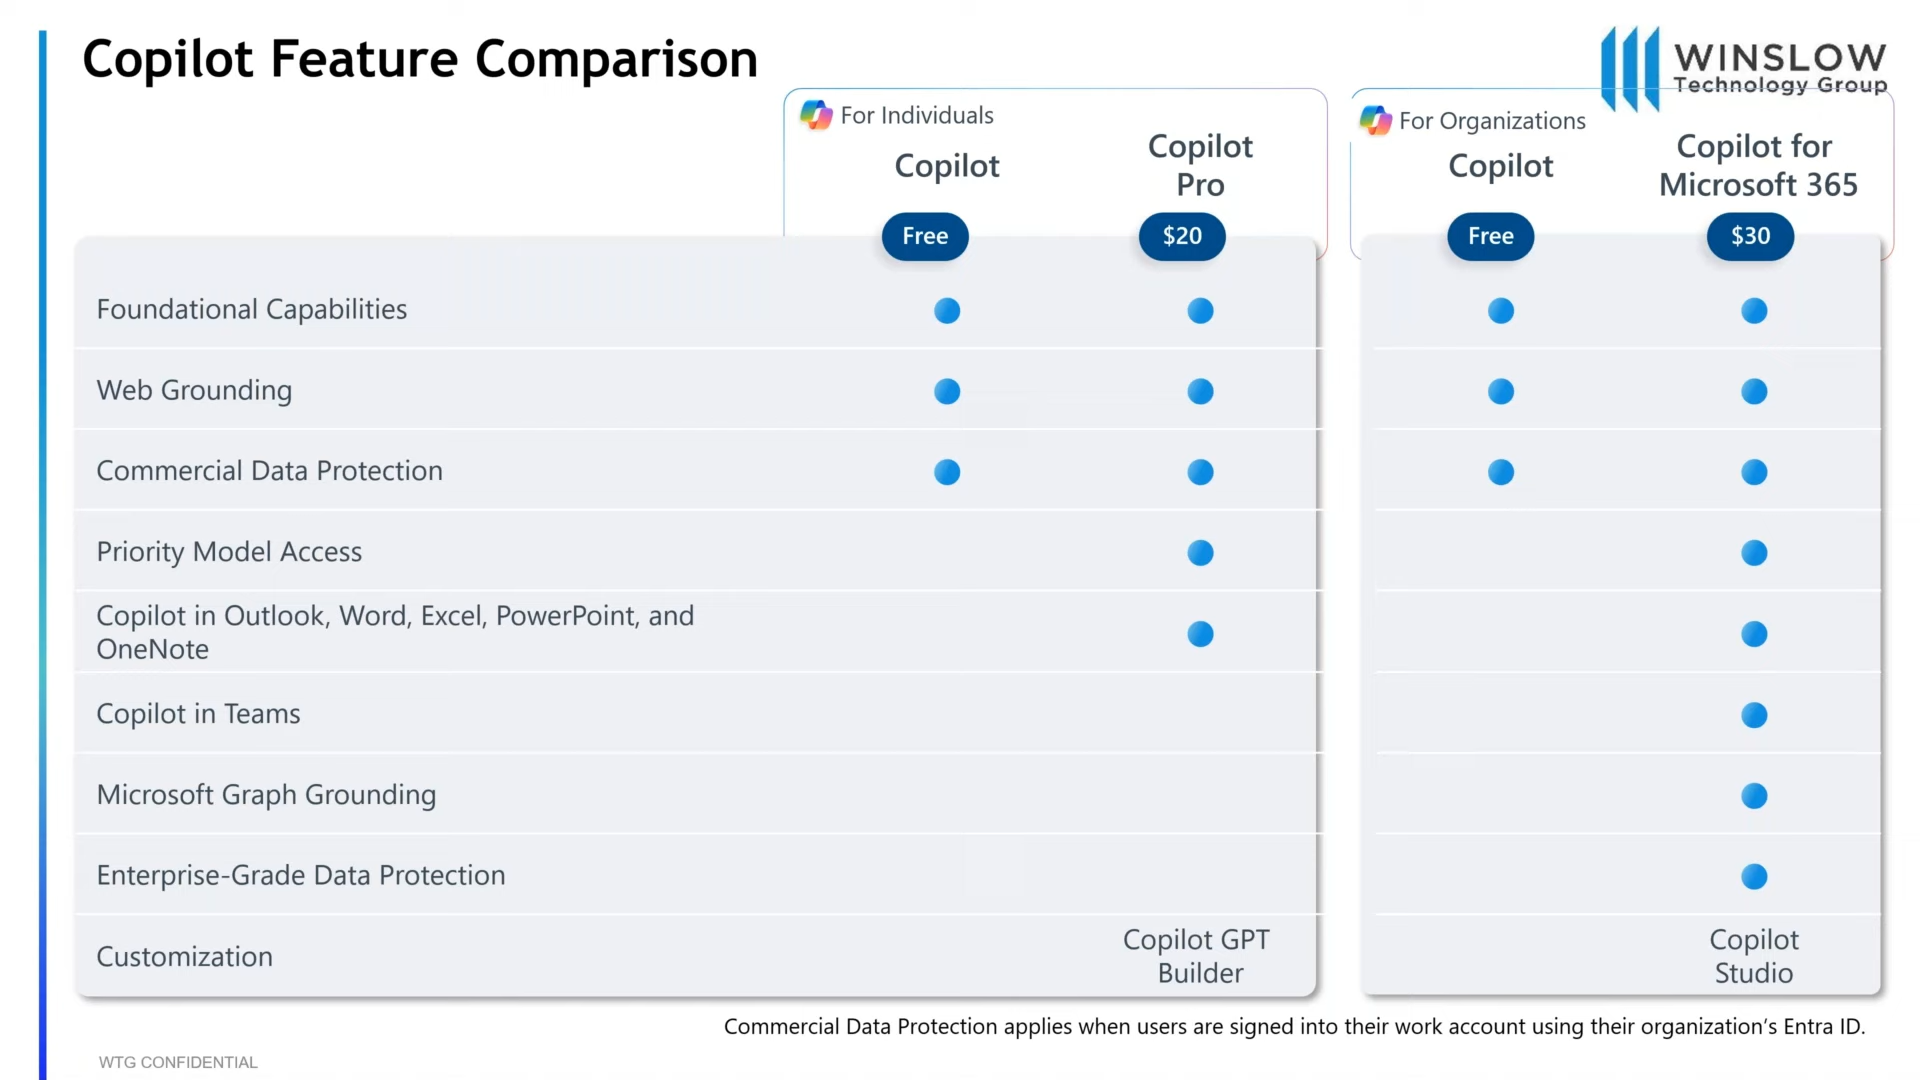 Copilot Feature Comparison
WINSLOW
Technology Group
For Individuals
For Organizations
Copilot
Copilot
Pro
Copilot
Copilot for
Microsoft 365
Free
$20
Free
$30
Foundational Capabilities
Web Grounding
Commercial Data Protection
Priority Model Access
Copilot in Outlook, Word, Excel, PowerPoint, and
OneNote
Copilot in Teams
Microsoft Graph Grounding
Enterprise-Grade Data Protection
Customization
Copilot GPT
Builder
Copilot
Studio
Commercial Data Protection applies when users are signed into their work account using their organization's Entra ID.
WTG CONFIDENTIAL